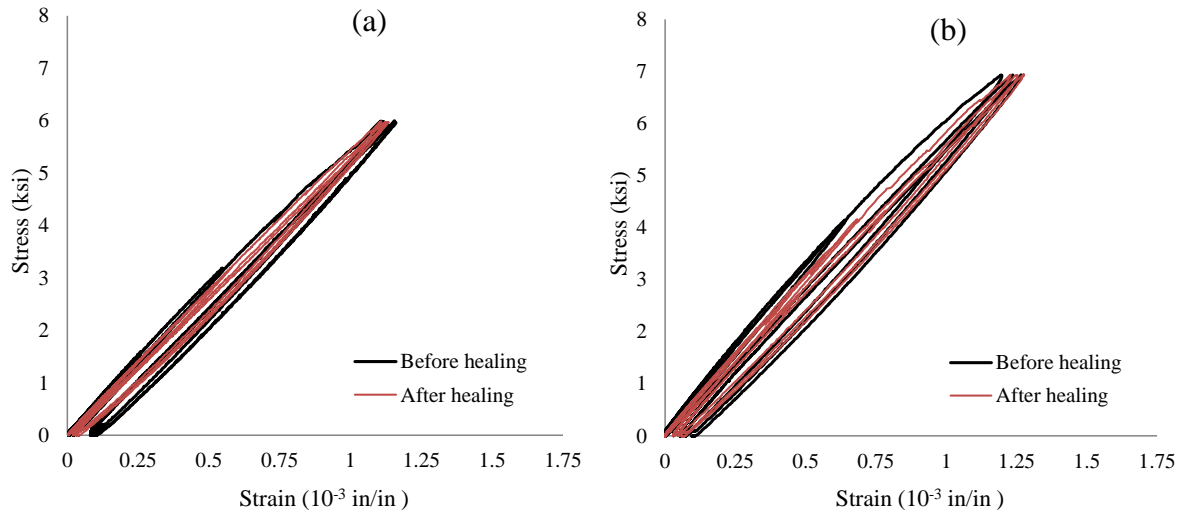 (a)
8
7
6
5
4
3
2
1
0
Stress (ksi)
Before healing
After healing
0 0.25 0.5 0.75 1 1.25 1.5 1.75
Strain (10-3 in/in )
(b)
8
7
6
5
4
3
2
1
0
Stress (ksi)
Before healing
After healing
0 0.25 0.5 0.75 1 1.25 1.5 1.75
Strain (10-3 in/in )